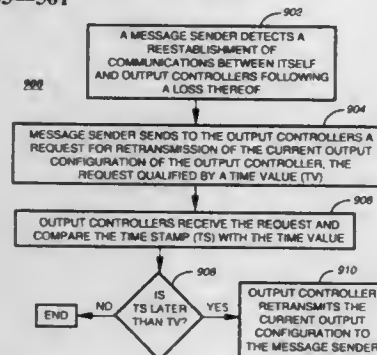 902
A MESSAGE SENDER DETECTS A
REESTABLISHMENT OF
COMMUNICATIONS BETWEEN ITSELF
AND OUTPUT CONTROLLERS FOLLOWING
A LOSS THEREOF
900
904
MESSAGE SENDER SENDS TO THE OUTPUT CONTROLLERS A
REQUEST FOR RETRANSMISSION OF THE CURRENT OUTPUT
CONFIGURATION OF THE OUTPUT CONTROLLER, THE
REQUEST QUALIFIED BY A TIME VALUE (TV)
906
OUTPUT CONTROLLERS RECEIVE THE REQUEST AND
COMPARE THE TIME STAMP (TS) WITH THE TIME VALUE
908
IS
TS LATER
THAN TV?
NO
YES
END
910
OUTPUT CONTROLLER
RETRANSMITS THE
CURRENT OUTPUT
CONFIGURATION TO
THE MESSAGE SENDER